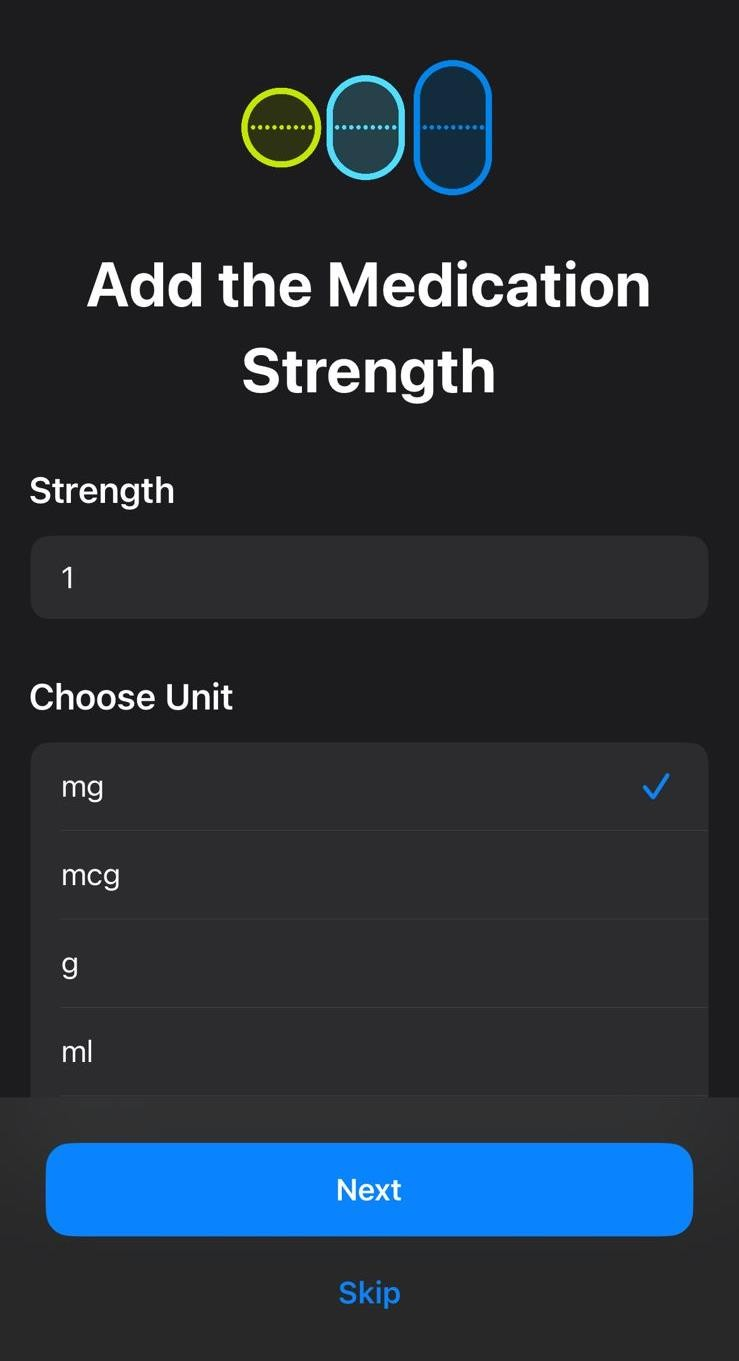 Add the Medication
Strength
Strength
1
Choose Unit
mg
mcg
g
ml
Next
Skip